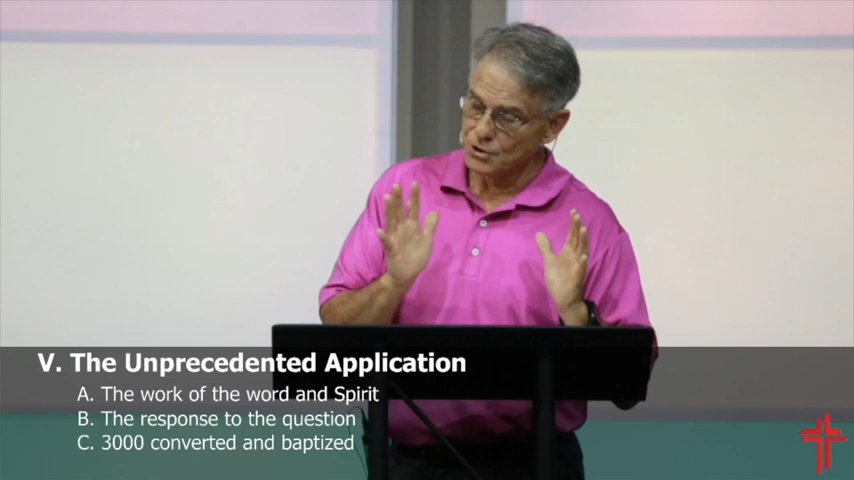 V. The Unprecedented Application
A. The work of the word and Spirit
B. The response to the question
C. 3000 converted and baptized